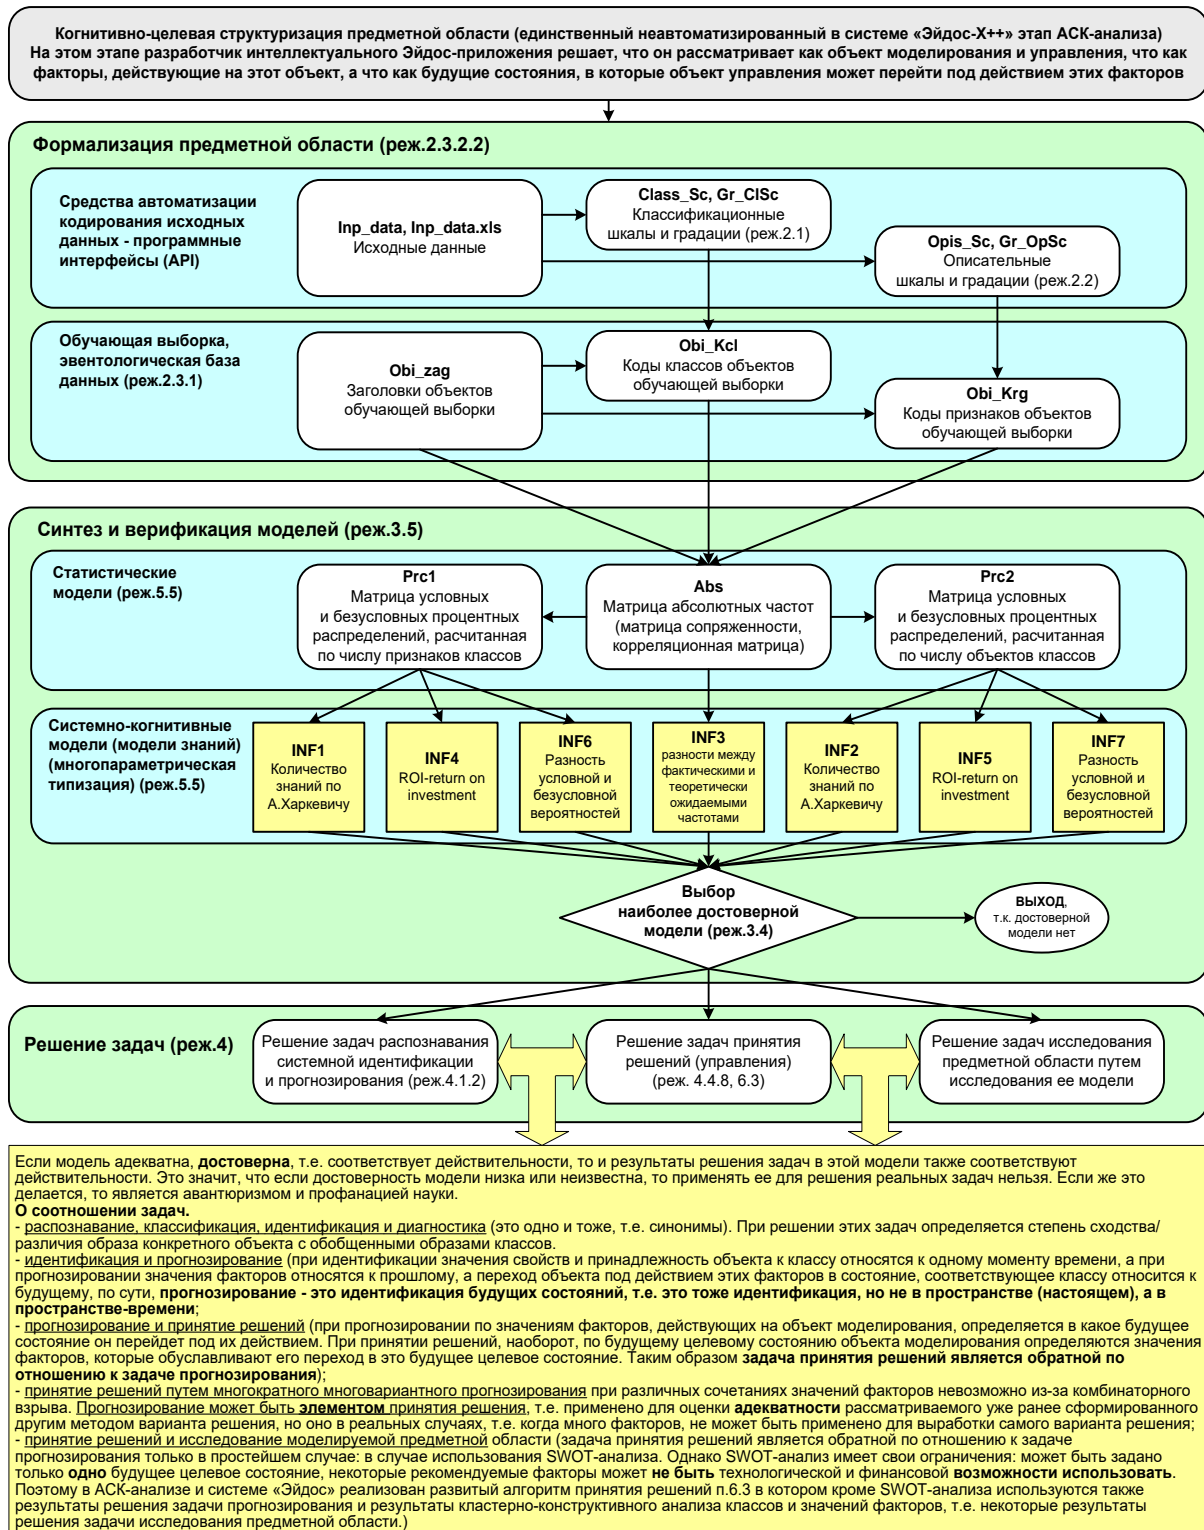 Когнитивно-целевая структуризация предметной области (единственный неавтоматизированный в системе «Эйдос-Х++» этап АСК-анализа)
На этом этапе разработчик интеллектуального Эйдос-приложения решает, что он рассматривает как объект моделирования и управления, что как
факторы, действующие на этот объект, а что как будущие состояния, в которые объект управления может перейти под действием этих факторов
Формализация предметной области (реж.2.3.2.2)
Средства автоматизации
кодирования исходных
данных - программные
интерфейсы (API)
Inp_data, Inp_data.xls
Исходные данные
Class_Sc, Gr_ClSc
Классификационные
шкалы и градации (реж.2.1)
Opis_Sc, Gr_OpSc
Описательные
шкалы и градации (реж.2.2)
Обучающая выборка,
эвентологическая база
данных (реж.2.3.1)
Obi_zag
Заголовки объектов
обучающей выборки
Obi_Kcl
Коды классов объектов
обучающей выборки
Obi_Krg
Коды признаков объектов
обучающей выборки
Синтез и верификация моделей (реж.3.5)
Статистические
модели (реж.5.5)
Prc1
Матрица условных
и безусловных процентных
распределений, расчитанная
по числу признаков классов
Abs
Матрица абсолютных частот
(матрица сопряженности,
корреляционная матрица)
Prc2
Матрица условных
и безусловных процентных
распределений, расчитанная
по числу объектов классов
Системно-когнитивные
модели (модели знаний)
(многопараметрическая
типизация) (реж.5.5)
INF1
Количество
знаний по
А.Харкевичу
INF4
ROI-return on
investment
INF6
Разность
условной и
безусловной
вероятностей
INF3
разности между
фактическими и
теоретически
ожидаемыми
частотами
INF2
Количество
знаний по
А.Харкевичу
INF5
ROI-return on
investment
INF7
Разность
условной и
безусловной
вероятностей
Выбор
наиболее достоверной
модели (реж.3.4)
ВЫХОД,
т.к. достоверной
модели нет
Решение задач (реж.4)
Решение задач распознавания
системной идентификации
и прогнозирования (реж.4.1.2)
Решение задач принятия
решений (управления)
(реж. 4.4.8, 6.3)
Решение задач исследования
предметной области путем
исследования ее модели
Если модель адекватна, достоверна, т.е. соответствует действительности, то и результаты решения задач в этой модели также соответствуют
действительности. Это значит, что если достоверность модели низка или неизвестна, то применять ее для решения реальных задач нельзя. Если же это
делается, то является авантюризмом и профанацией науки.
О соотношении задач.
- распознавание, классификация, идентификация и диагностика (это одно и тоже, т.е. синонимы). При решении этих задач определяется степень сходства/
различия образа конкретного объекта с обобщенными образами классов.
- идентификация и прогнозирование (при идентификации значения свойств и принадлежность объекта к классу относятся к одному моменту времени, а при
прогнозировании значения факторов относятся к прошлому, а переход объекта под действием этих факторов в состояние, соответствующее классу относится к
будущему, по сути, прогнозирование - это идентификация будущих состояний, т.е. это тоже идентификация, но не в пространстве (настоящем), а в
пространстве-времени;
- прогнозирование и принятие решений (при прогнозировании по значениям факторов, действующих на объект моделирования, определяется в какое будущее
состояние он перейдет под их действием. При принятии решений, наоборот, по будущему целевому состоянию объекта моделирования определяются значения
факторов, которые обуславливают его переход в это будущее целевое состояние. Таким образом задача принятия решений является обратной по
отношению к задаче прогнозирования);
- принятие решений путем многократного многовариантного прогнозирования при различных сочетаниях значений факторов невозможно из-за комбинаторного
взрыва. Прогнозирование может быть элементом принятия решения, т.е. применено для оценки адекватности рассматриваемого уже ранее сформированного
другим методом варианта решения, но оно в реальных случаях, т.е. когда много факторов, не может быть применено для выработки самого варианта решения;
- принятие решений и исследование моделируемой предметной области (задача принятия решений является обратной по отношению к задаче
прогнозирования только в простейшем случае: в случае использования SWOT-анализа. Однако SWOT-анализ имеет свои ограничения: может быть задано
только одно будущее целевое состояние, некоторые рекомендуемые факторы может не быть технологической и финансовой возможности использовать.
Поэтому в АСК-анализе и системе «Эйдос» реализован развитый алгоритм принятия решений п.6.3 в котором кроме SWOT-анализа используются также
результаты решения задачи прогнозирования и результаты кластерно-конструктивного анализа классов и значений факторов, т.е. некоторые результаты
решения задачи исследования предметной области.)